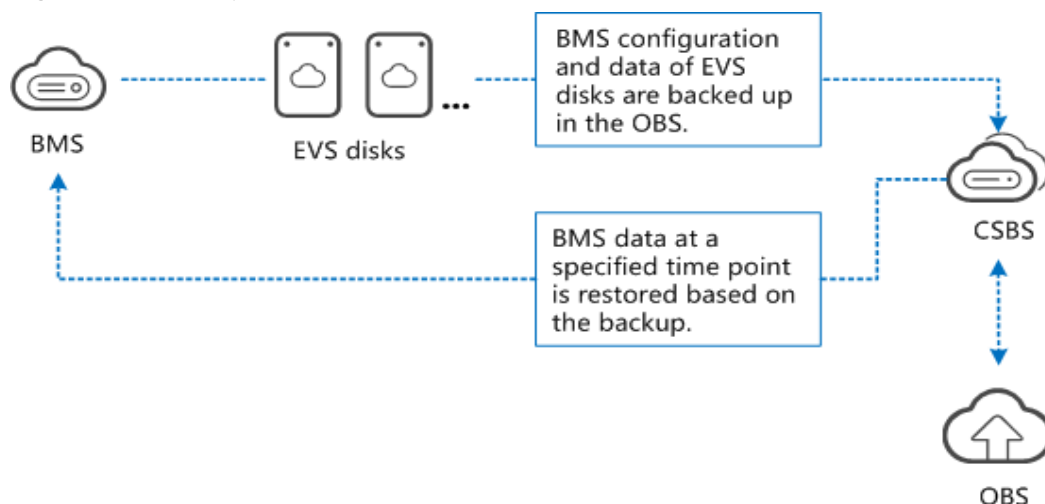 BMS configuration
and data of EVS
disks are backed up
in the OBS.
BMS
EVS disks
...
CSBS
BMS data at a
specified time point
is restored based on
the backup.
OBS